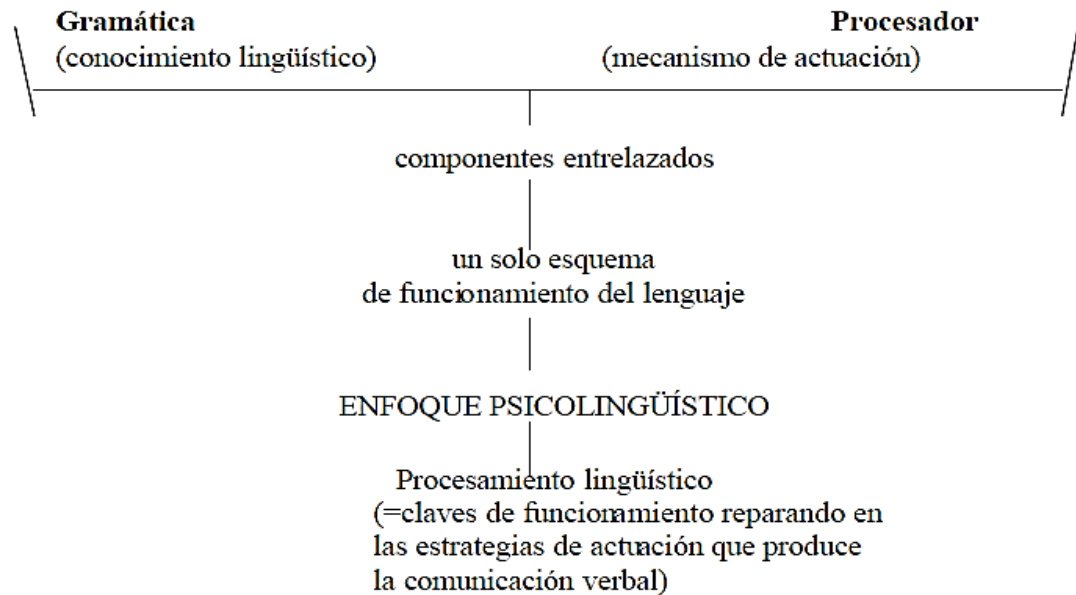 Gramática Procesador
(conocimiento lingüístico) (mecanismo de actuación)
componentes entrelazados
un solo esquema
de funcionamiento del lenguaje
ENFOQUE PSICOLINGÜÍSTICO
Procesamiento lingüístico
(=claves de funcionamiento reparando en
las estrategias de actuación que produce
la comunicación verbal)